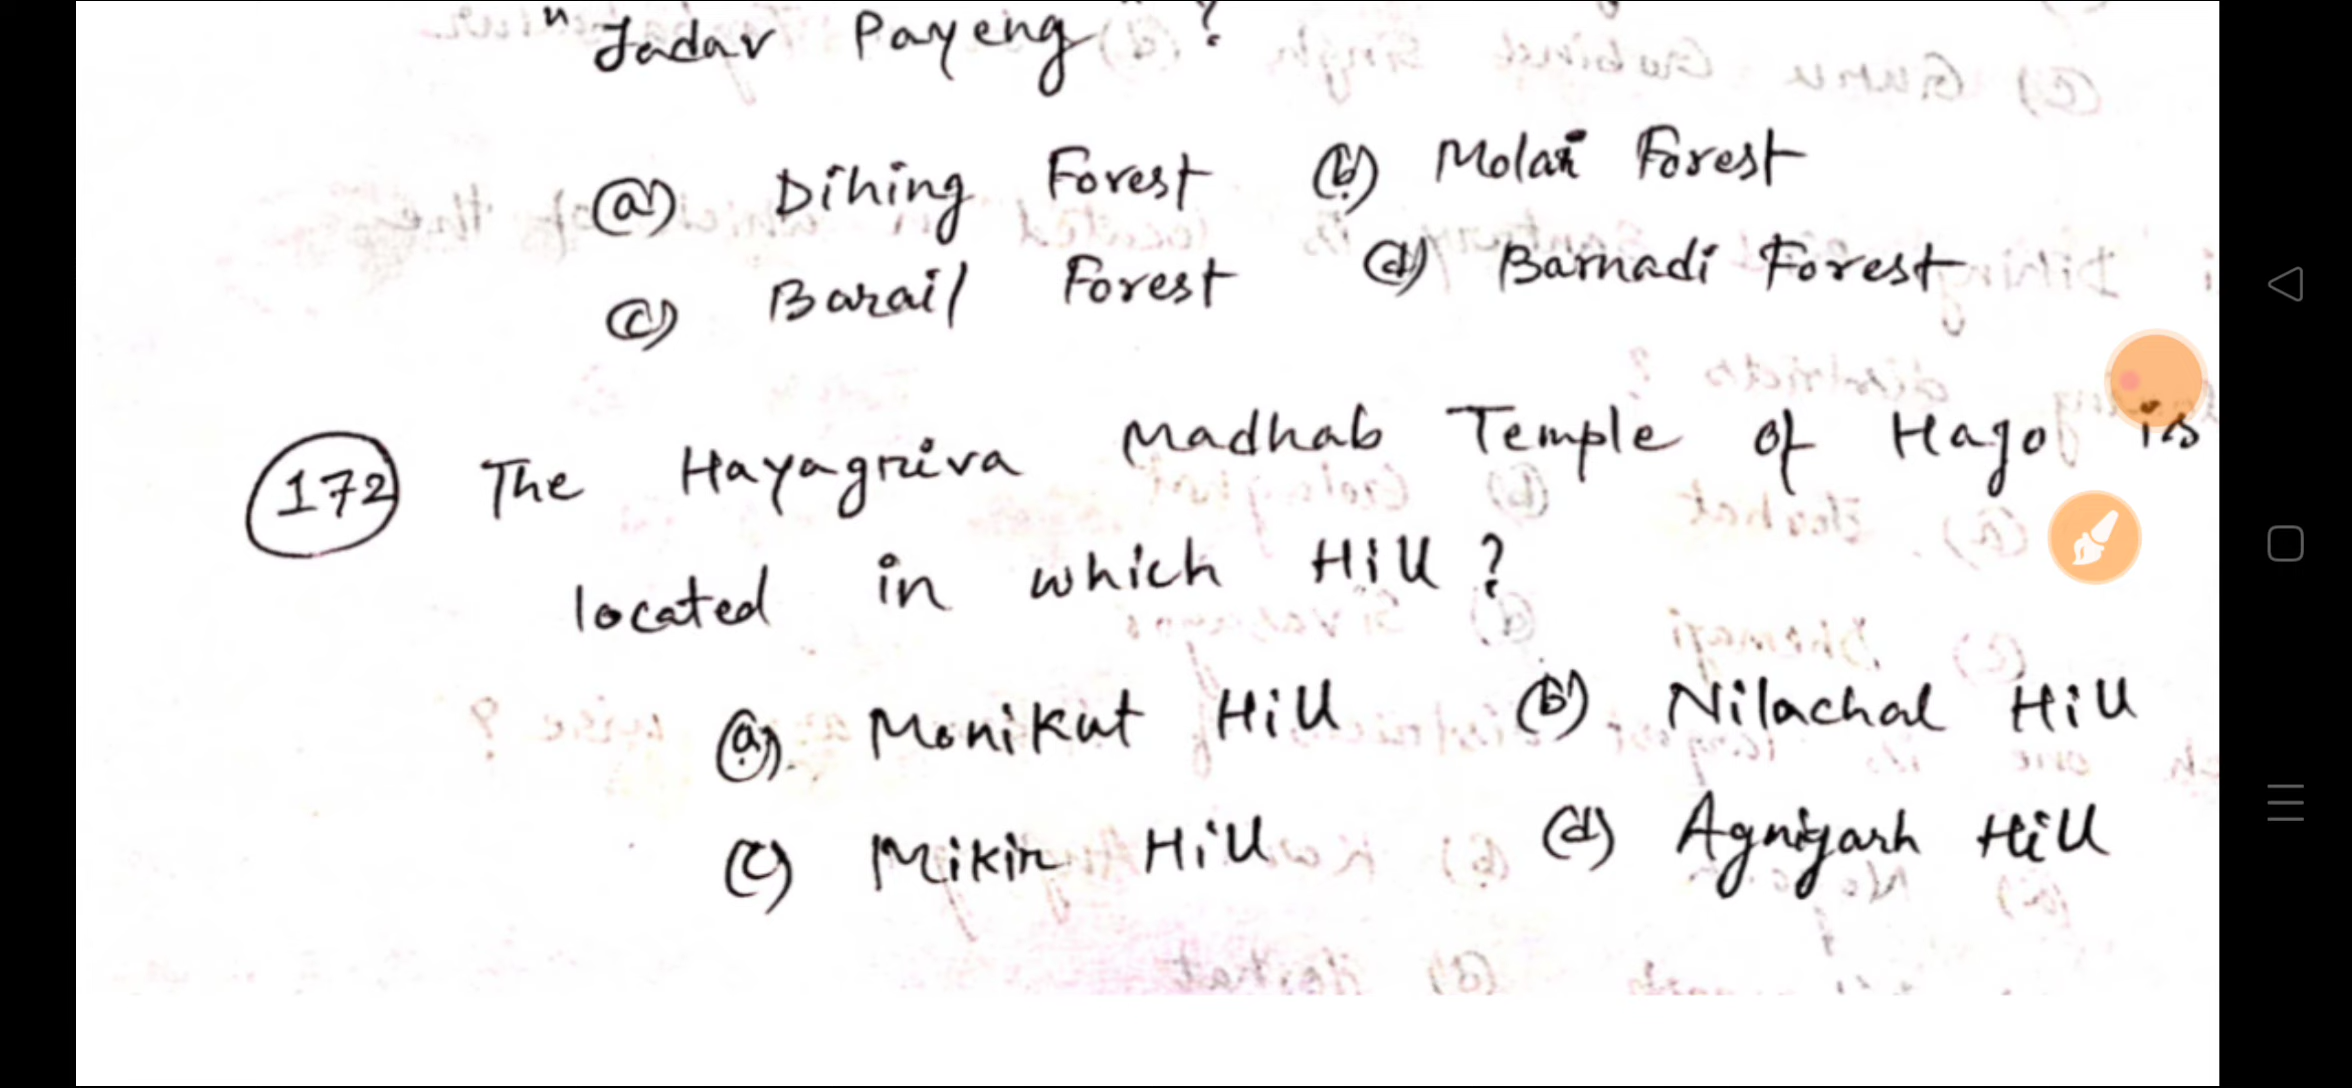 " Jadav Payeng " ?
(a) Dihing Forest (b) Molai Forest
(c) Barail Forest (d) Barnadi Forest
172 The Hayagriva Madhab Temple of Hago is
located in which Hill ?
(a) Monikut Hill (b) Nilachal Hill
(c) Mikir Hill (d) Agnigarh Hill